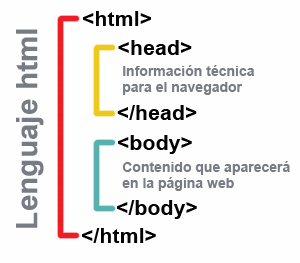 Lenguaje html
<html>
<head>
Información técnica
para el navegador
</head>
<body>
Contenido que aparecerá
en la página web
</body>
</html>